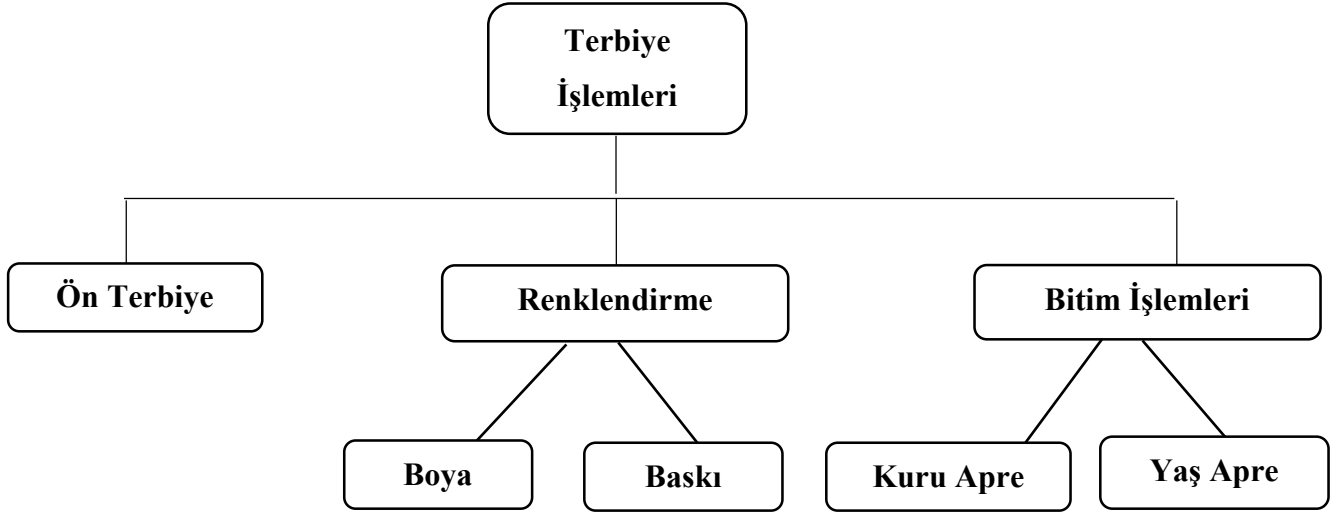 Terbiye
İşlemleri
Ön Terbiye
Renklendirme
Bitim İşlemleri
Boya
Baskı
Kuru Apre
Yaş Apre